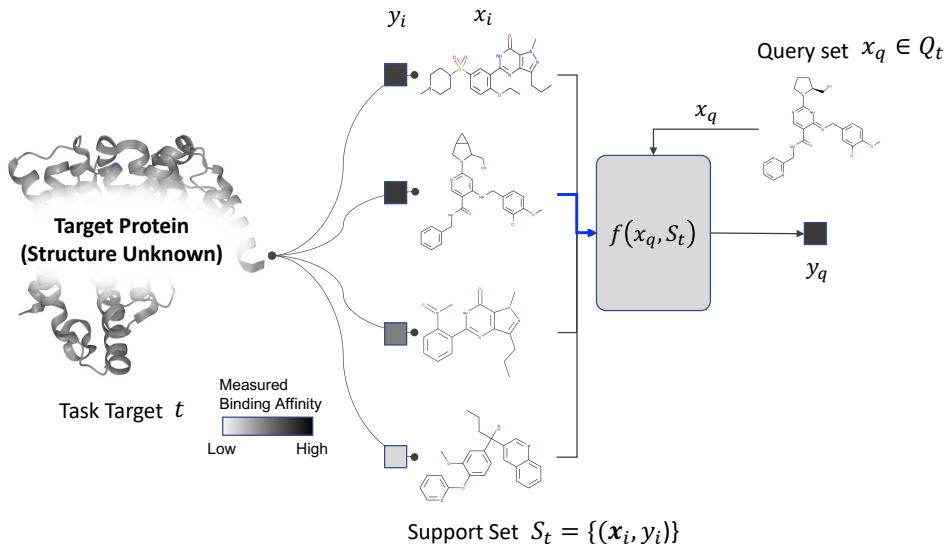 y_i
x_i
Query set x_q ∈ Q_t
x_q
Target Protein
(Structure Unknown)
f(x_q, S_t)
y_q
Measured
Binding Affinity
Low
High
Task Target t
Support Set S_t = {(x_i, y_i)}